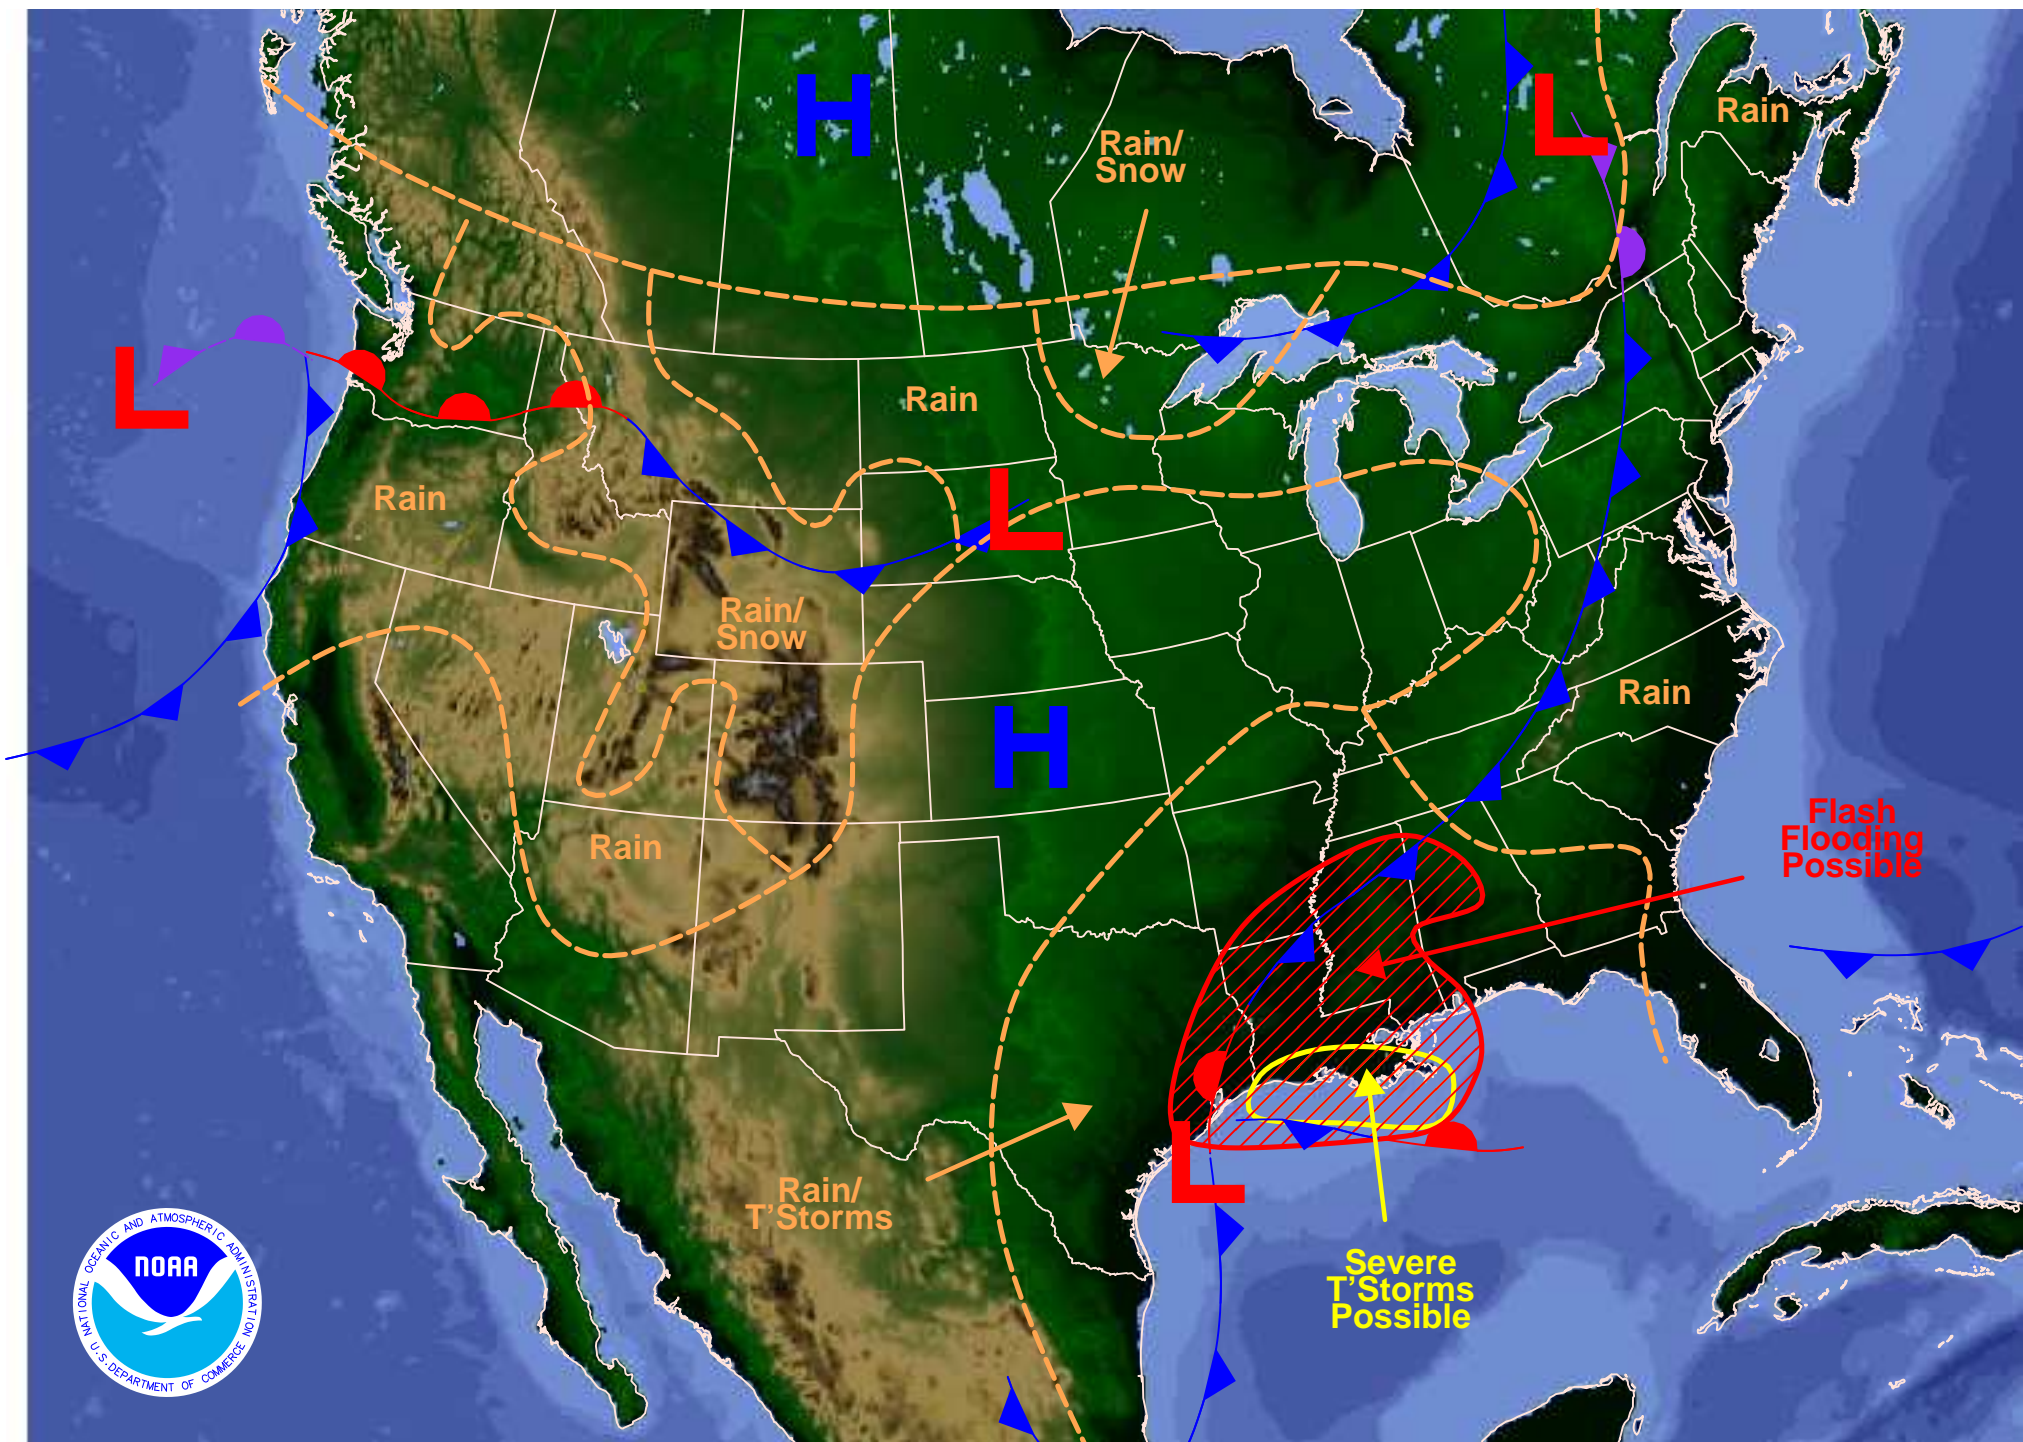 H
L
Rain
Rain/
Snow
L
Rain
L
Rain
Rain/
Snow
H
Rain
Rain
Flash
Flooding
Possible
L
Rain/
T'Storms
Severe
T'Storms
Possible
NOAA
NATIONAL OCEANIC AND ATMOSPHERIC ADMINISTRATION
U.S. DEPARTMENT OF COMMERCE